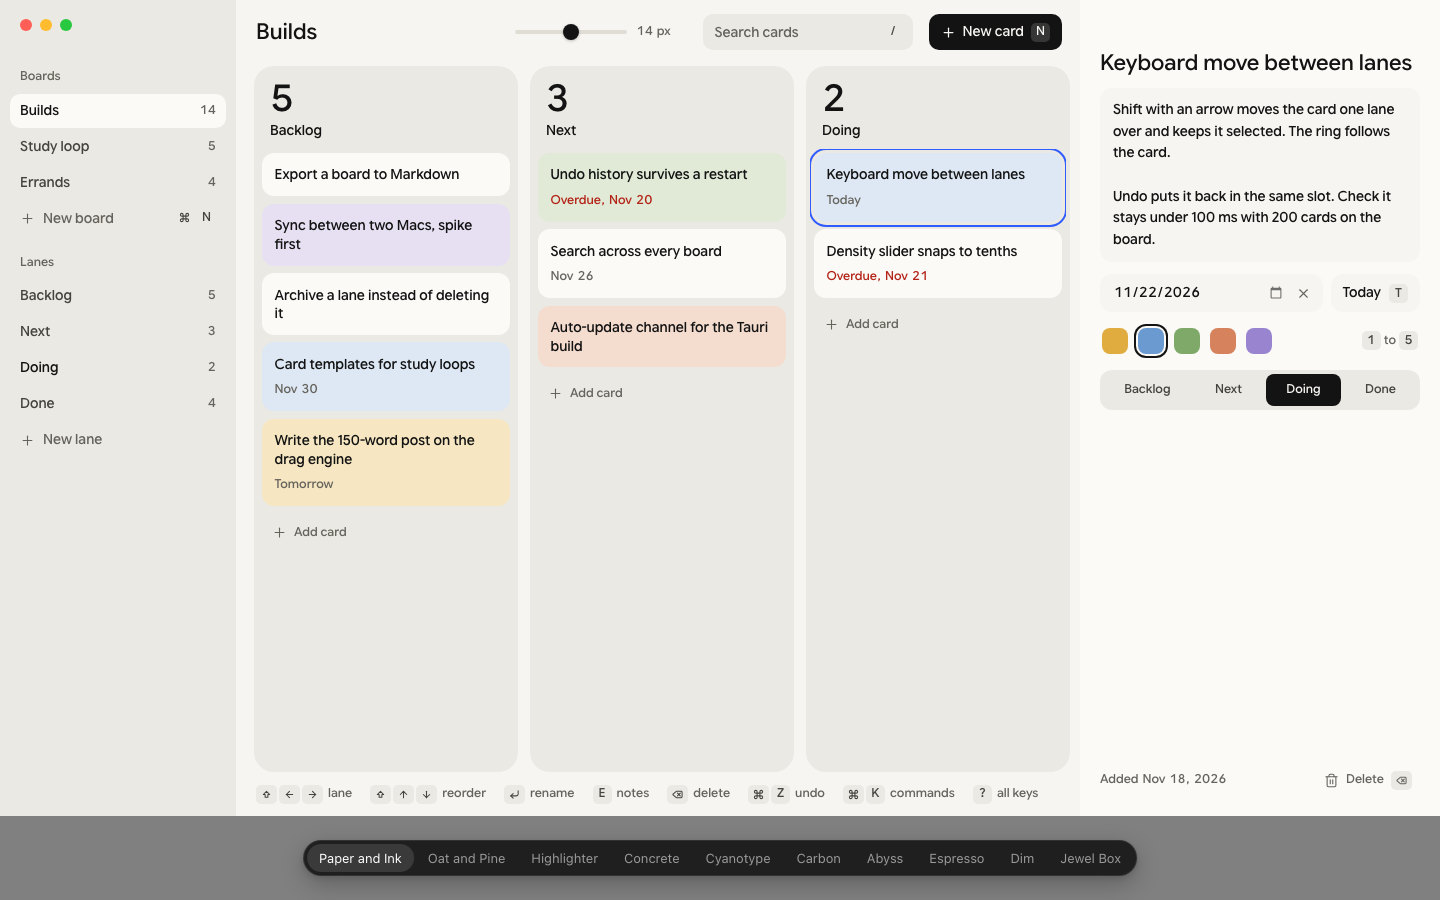 Boards
Builds 14
Study loop 5
Errands 4
New board ⌘ N
Lanes
Backlog 5
Next 3
Doing 2
Done 4
New lane
Builds
14 px
Search cards /
New card N
5
Backlog
Export a board to Markdown
Sync between two Macs, spike
first
Archive a lane instead of deleting
it
Card templates for study loops
Nov 30
Write the 150-word post on the
drag engine
Tomorrow
Add card
3
Next
Undo history survives a restart
Overdue, Nov 20
Search across every board
Nov 26
Auto-update channel for the Tauri
build
Add card
2
Doing
Keyboard move between lanes
Today
Density slider snaps to tenths
Overdue, Nov 21
Add card
⇧ ← → lane ⇧ ↑ ↓ reorder ↵ rename E notes ⌫ delete ⌘ Z undo ⌘ K commands ? all keys
Keyboard move between lanes
Shift with an arrow moves the card one lane
over and keeps it selected. The ring follows
the card.
Undo puts it back in the same slot. Check it
stays under 100 ms with 200 cards on the
board.
11/22/2026
Today T
1 to 5
Backlog Next Doing Done
Added Nov 18, 2026 Delete ⌫
Paper and Ink Oat and Pine Highlighter Concrete Cyanotype Carbon Abyss Espresso Dim Jewel Box